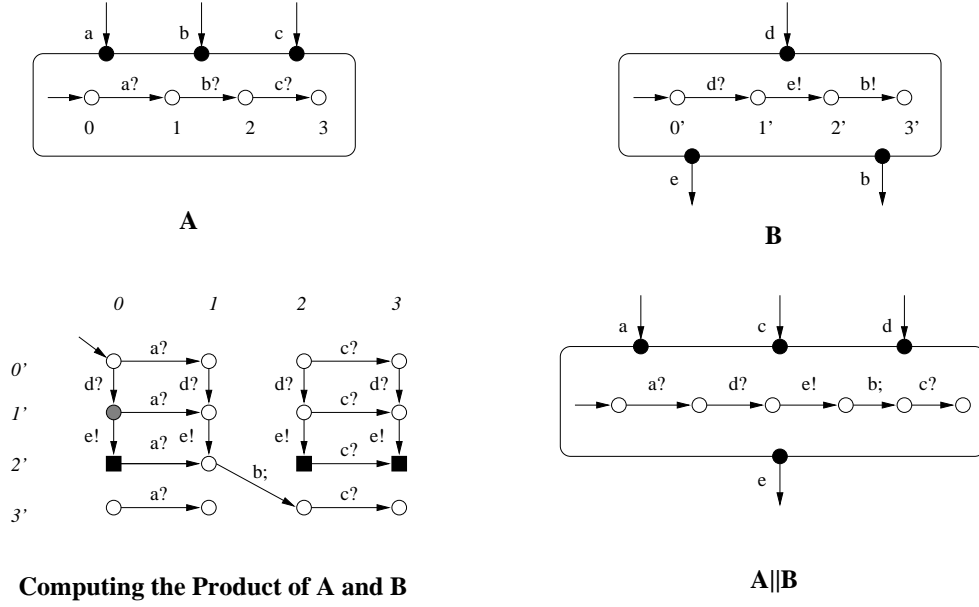 a b c
a? b? c?
0 1 2 3
A
d
d? e! b!
0' 1' 2' 3'
e b
B
0 1 2 3
0' a? c?
d? d? d? d?
1' a? c?
e! e! e! e!
2' a? c?
b;
3' a? c?
Computing the Product of A and B
a c d
a? d? e! b; c?
e
A||B